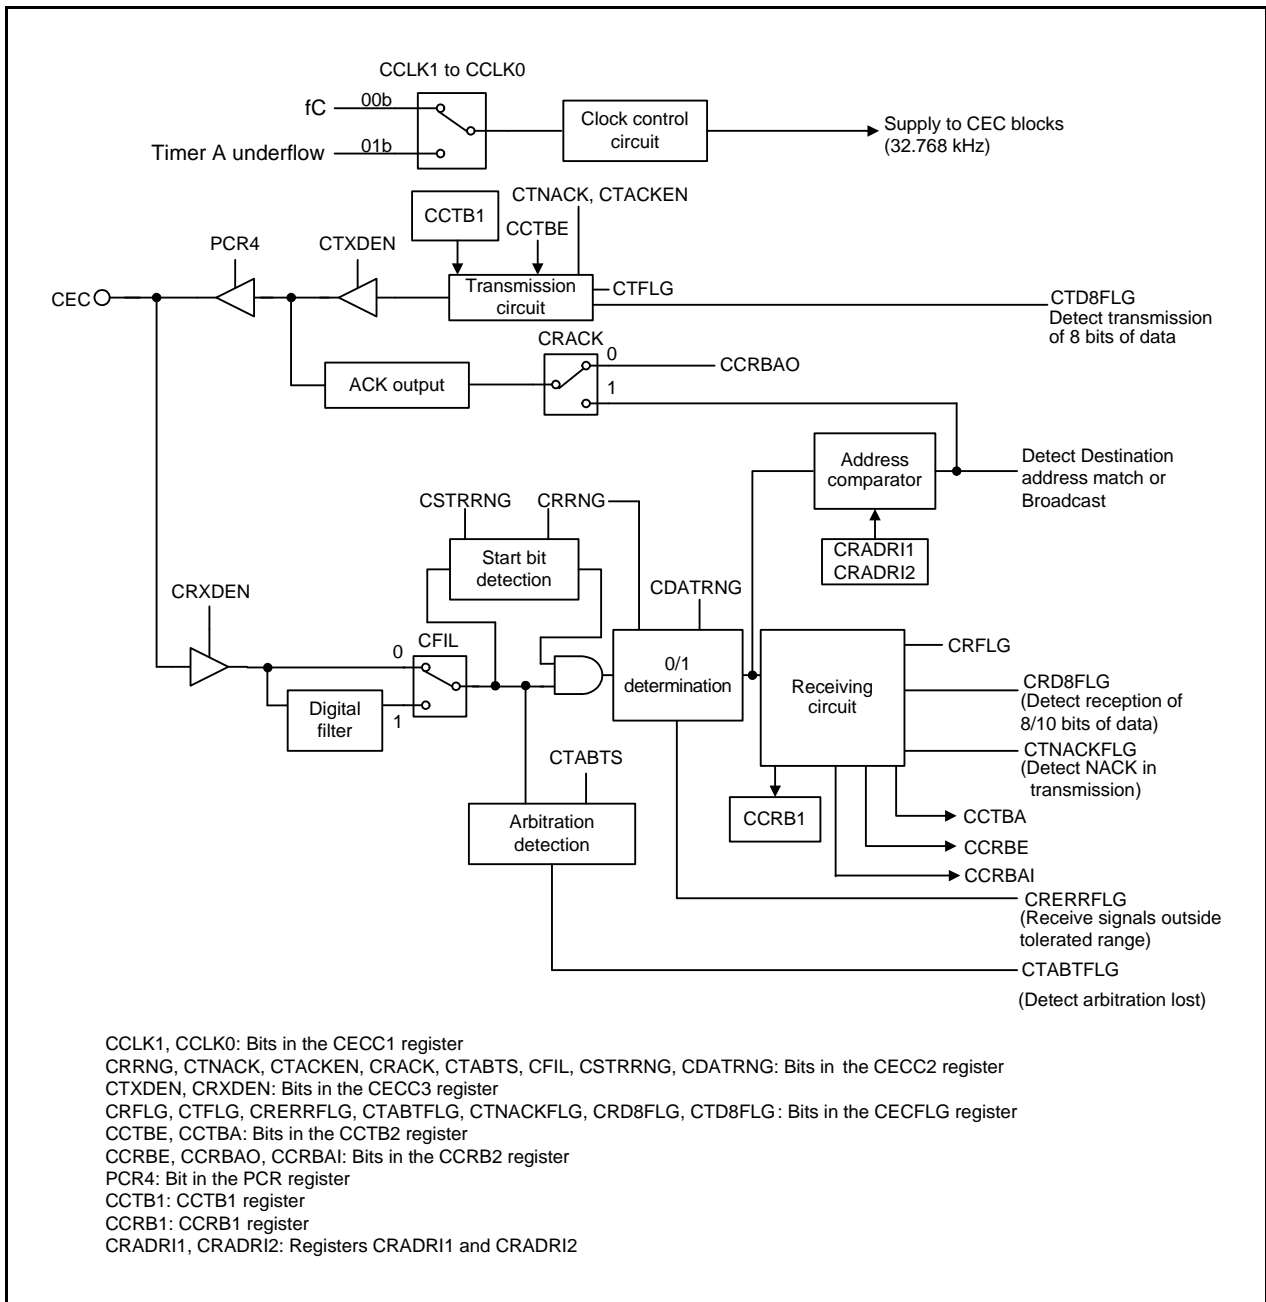 CCLK1 to CCLK0
fC
00b
Timer A underflow
01b
Clock control
circuit
Supply to CEC blocks
(32.768 kHz)
CTNACK, CTACKEN
CCTB1
CCTBE
PCR4
CTXDEN
CEC
Transmission
circuit
CTFLG
CTD8FLG
Detect transmission
of 8 bits of data
CRACK
0
CCRBAO
ACK output
1
Address
comparator
Detect Destination
address match or
Broadcast
CSTRRNG
CRRNG
Start bit
detection
CRADRI1
CRADRI2
CDATRNG
CRXDEN
CFIL
0
0/1
determination
Receiving
circuit
CRFLG
CRD8FLG
(Detect reception of
8/10 bits of data)
Digital
filter
1
CTNACKFLG
(Detect NACK in
transmission)
CTABTS
CCRB1
CCTBA
Arbitration
detection
CCRBE
CCRBAI
CRERRFLG
(Receive signals outside
tolerated range)
CTABTFLG
(Detect arbitration lost)
CCLK1, CCLK0: Bits in the CECC1 register
CRRNG, CTNACK, CTACKEN, CRACK, CTABTS, CFIL, CSTRRNG, CDATRNG: Bits in the CECC2 register
CTXDEN, CRXDEN: Bits in the CECC3 register
CRFLG, CTFLG, CRERRFLG, CTABTFLG, CTNACKFLG, CRD8FLG, CTD8FLG: Bits in the CECFLG register
CCTBE, CCTBA: Bits in the CCTB2 register
CCRBE, CCRBAO, CCRBAI: Bits in the CCRB2 register
PCR4: Bit in the PCR register
CCTB1: CCTB1 register
CCRB1: CCRB1 register
CRADRI1, CRADRI2: Registers CRADRI1 and CRADRI2